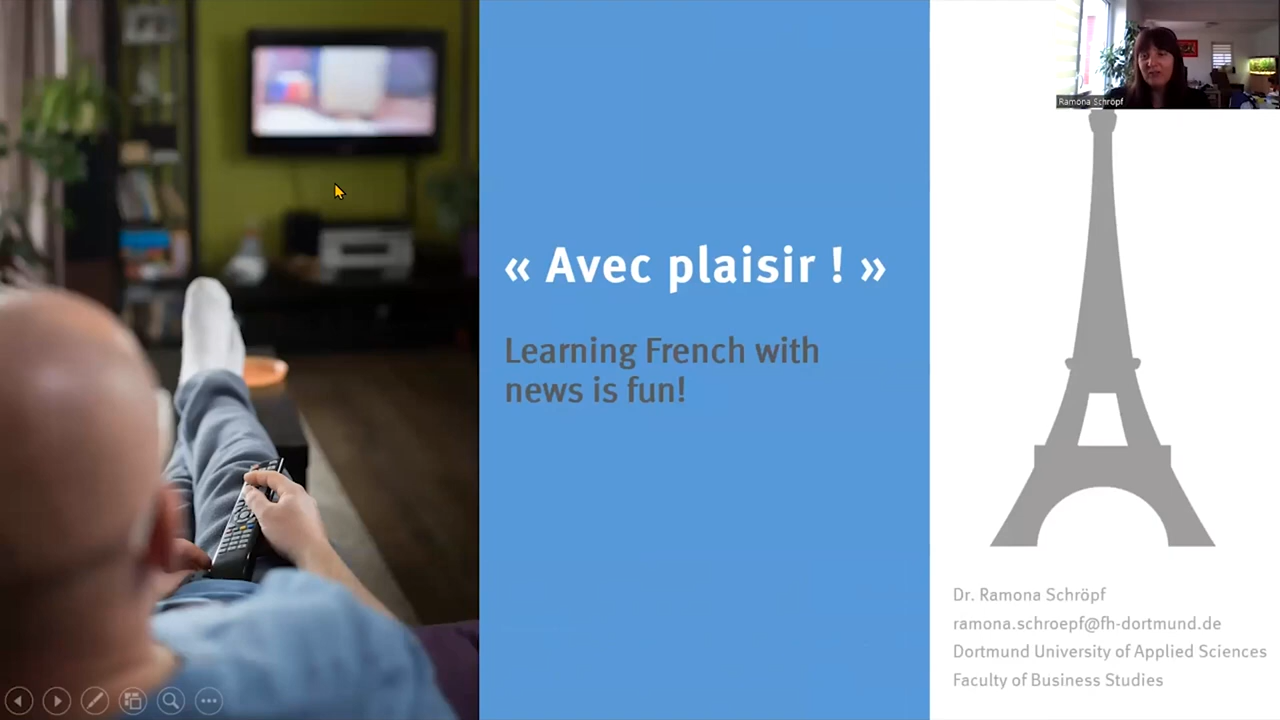 Ramona Schröpf
« Avec plaisir ! »
Learning French with
news is fun!
Dr. Ramona Schröpf
ramona.schroepf@fh-dortmund.de
Dortmund University of Applied Sciences
Faculty of Business Studies